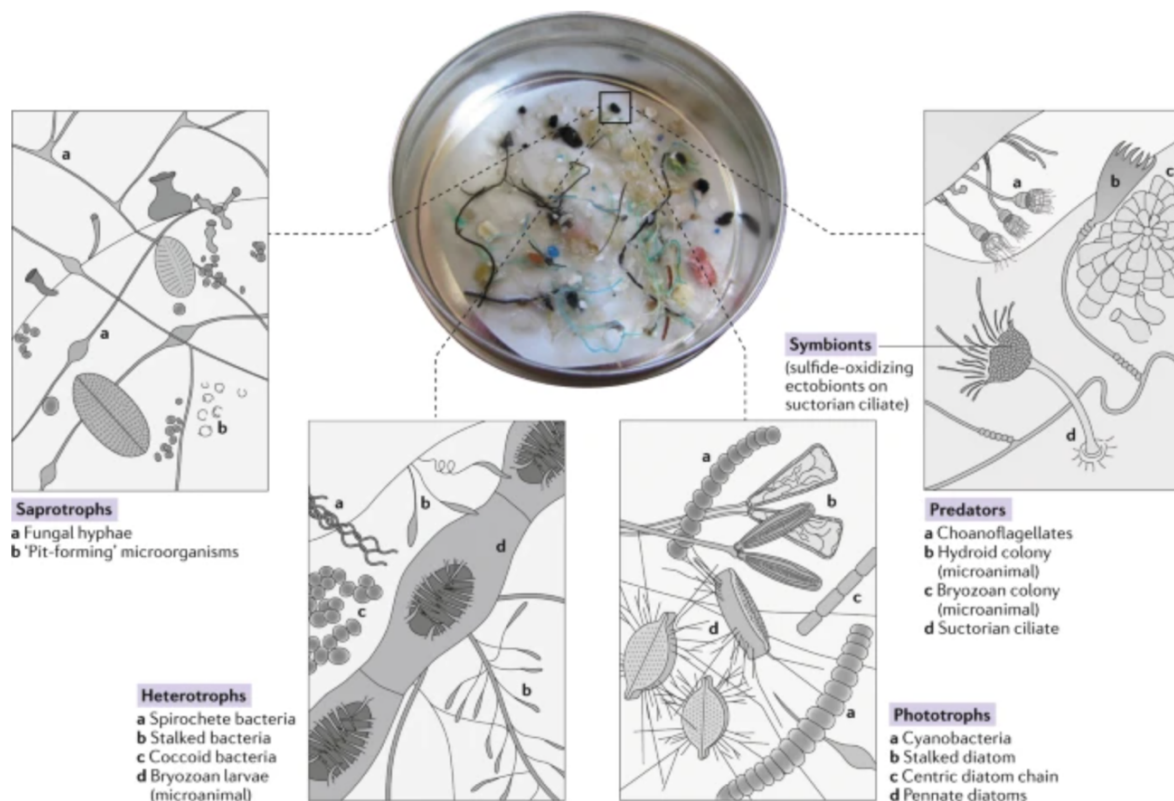 a
a
b
Saprotrophs
a Fungal hyphae
b 'Pit-forming' microorganisms
a
b
d
c
b
Heterotrophs
a Spirochete bacteria
b Stalked bacteria
c Coccoid bacteria
d Bryozoan larvae
(microanimal)
a
b
c
d
a
Phototrophs
a Cyanobacteria
b Stalked diatom
c Centric diatom chain
d Pennate diatoms
Symbionts
(sulfide-oxidizing
ectobionts on
suctorian ciliate)
a
b
c
d
Predators
a Choanoflagellates
b Hydroid colony
(microanimal)
c Bryozoan colony
(microanimal)
d Suctorian ciliate